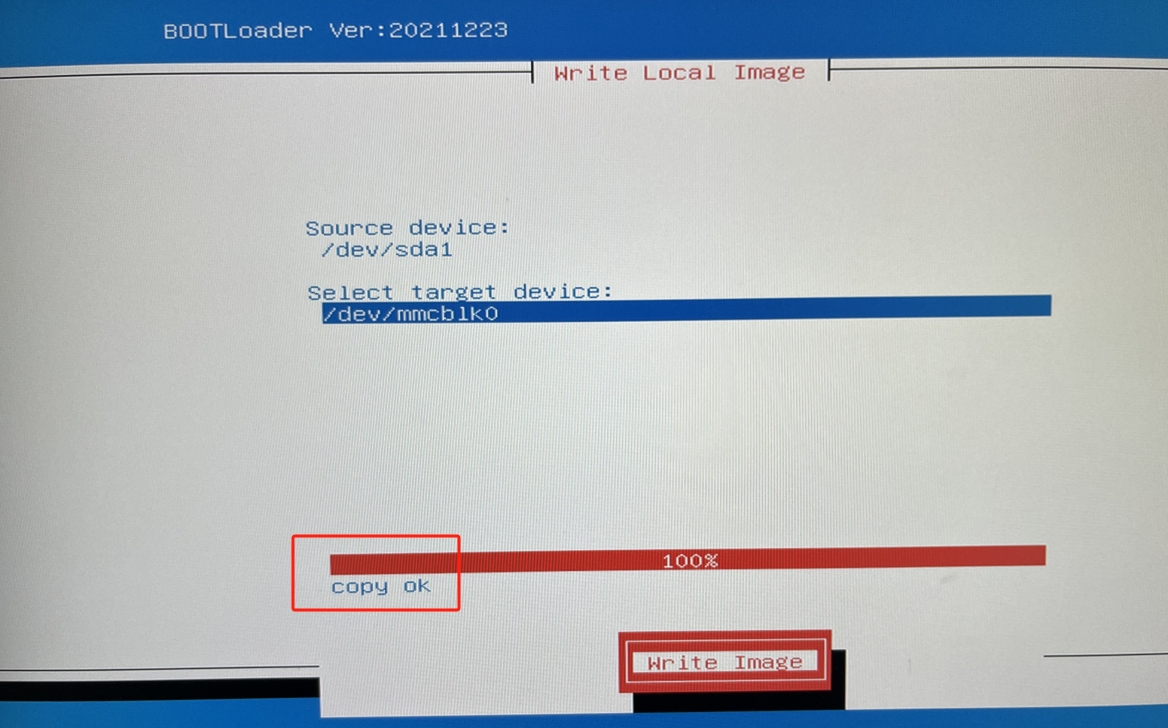 BOOTLoader Ver:20211223
Write Local Image
Source device:
/dev/sda1
Select target device:
/dev/mmcblk0
100%
copy ok
Write Image